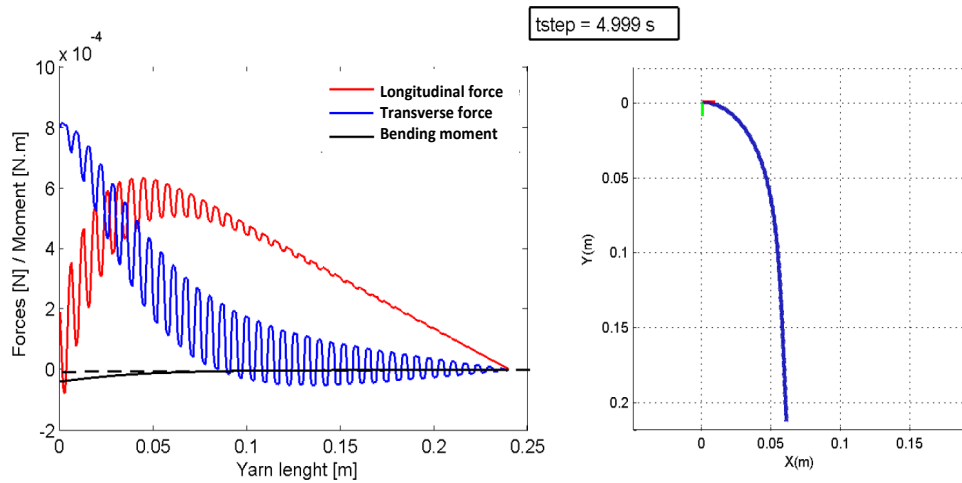 tstep = 4.999 s
x 10^-4
10
8
6
4
2
0
-2
Forces [N] / Moment [N.m]
Longitudinal force
Transverse force
Bending moment
0
0.05
0.1
0.15
0.2
0.25
Yarn lenght [m]
0
0.05
0.1
0.15
0.2
Y(m)
0
0.05
0.1
0.15
X(m)